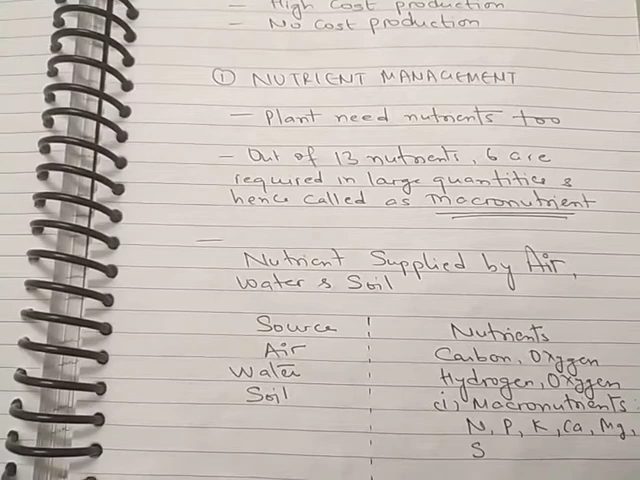 - High Cost production
- No Cost production
① NUTRIENT MANAGEMENT
- Plant need nutrients too
- Out of 13 nutrients, 6 are
required in large quantities &
hence called as macronutrient
-
Nutrient Supplied by Air,
Water & Soil
Source Nutrients
Air Carbon, Oxygen
Water Hydrogen, Oxygen
Soil (i) Macronutrients:
N, P, K, Ca, Mg,
S